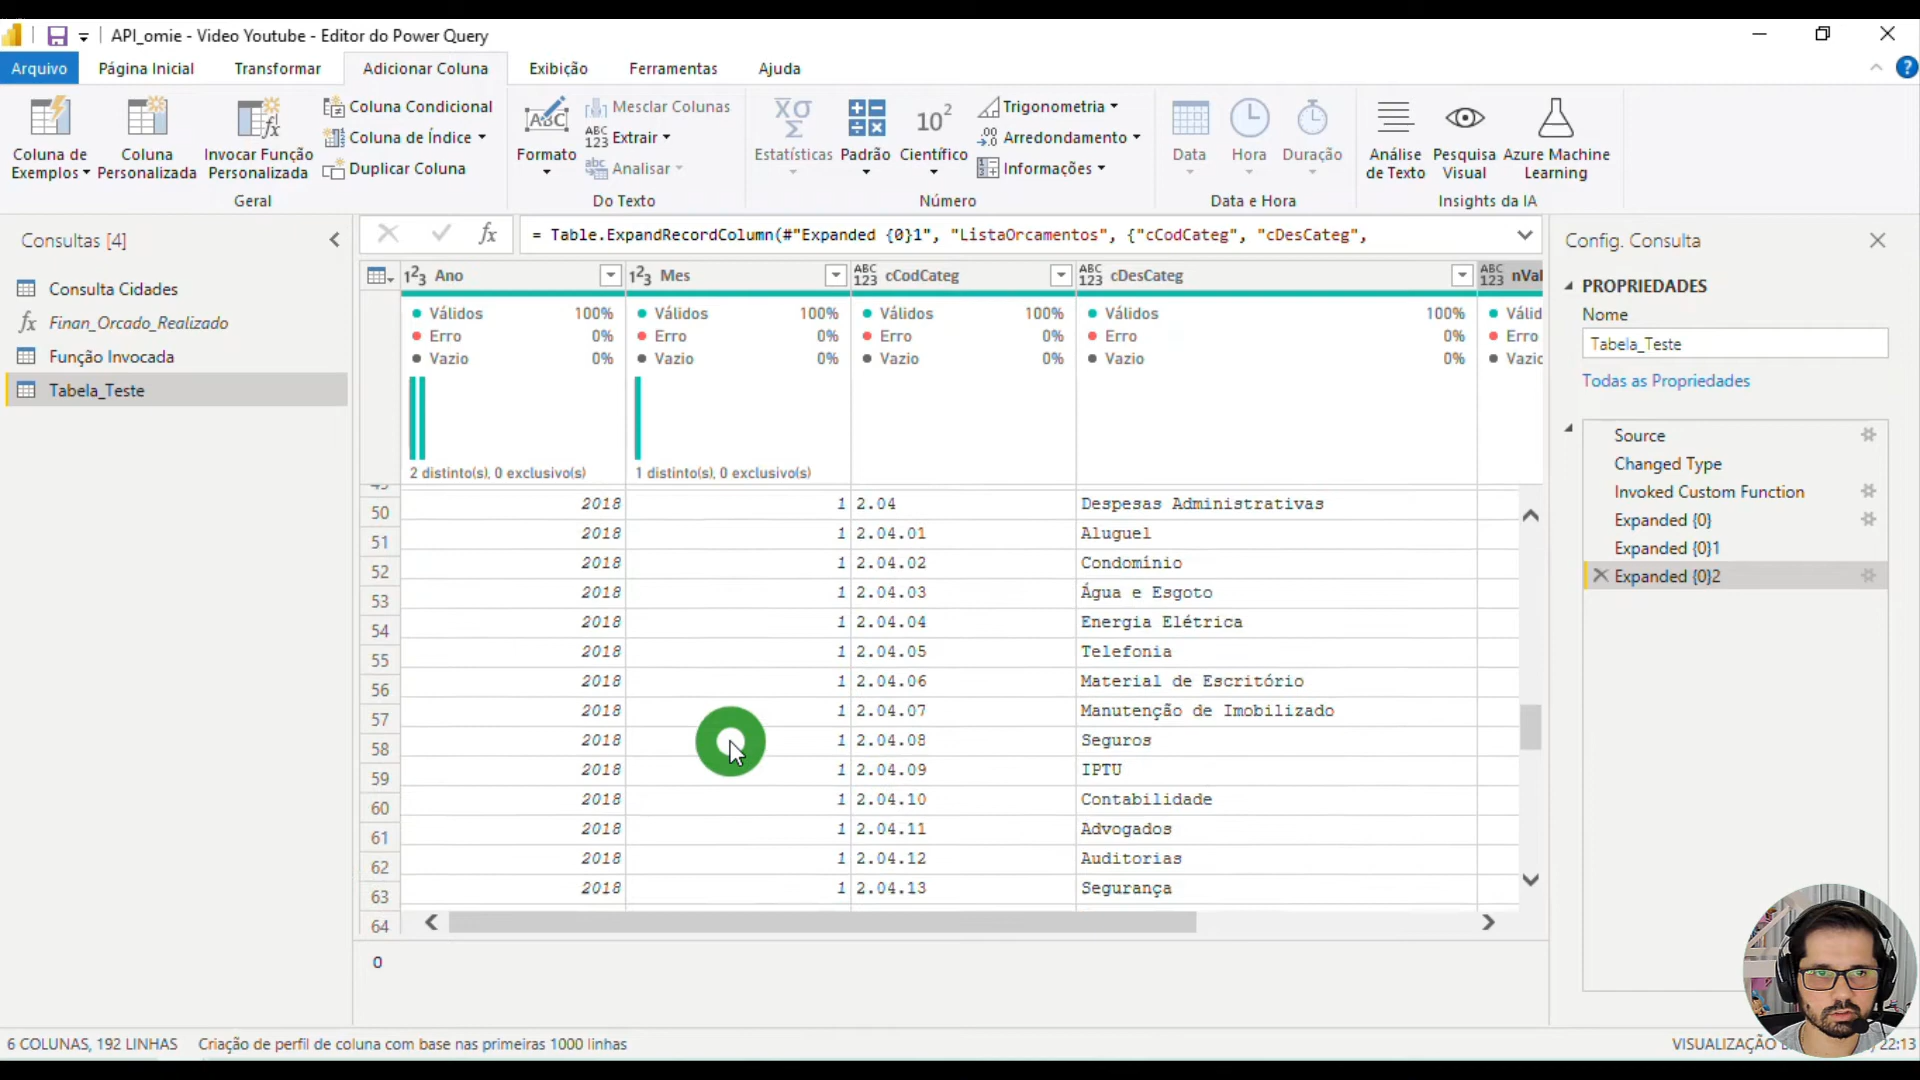 API_omie - Video Youtube - Editor do Power Query
Arquivo Página Inicial Transformar Adicionar Coluna Exibição Ferramentas Ajuda
Coluna de Exemplos
Coluna Personalizada
Invocar Função Personalizada
Coluna Condicional
Coluna de Índice
Duplicar Coluna
Geral
Formato
Mesclar Colunas
Extrair
Analisar
Do Texto
Estatísticas
Padrão
Científico
Trigonometria
Arredondamento
Informações
Número
Data
Hora
Duração
Data e Hora
Análise de Texto
Pesquisa Visual
Azure Machine Learning
Insights da IA
Consultas [4]
Consulta Cidades
Finan_Orcado_Realizado
Função Invocada
Tabela_Teste
= Table.ExpandRecordColumn(#"Expanded {0}1", "ListaOrcamentos", {"cCodCateg", "cDesCateg",
Ano Mes cCodCateg cDesCateg nVal
Válidos 100% Válidos 100% Válidos 100% Válidos 100% Válid
Erro 0% Erro 0% Erro 0% Erro 0% Erro
Vazio 0% Vazio 0% Vazio 0% Vazio 0% Vazic
2 distinto(s), 0 exclusivo(s) 1 distinto(s), 0 exclusivo(s)
50 2018 1 2.04 Despesas Administrativas
51 2018 1 2.04.01 Aluguel
52 2018 1 2.04.02 Condomínio
53 2018 1 2.04.03 Água e Esgoto
54 2018 1 2.04.04 Energia Elétrica
55 2018 1 2.04.05 Telefonia
56 2018 1 2.04.06 Material de Escritório
57 2018 1 2.04.07 Manutenção de Imobilizado
58 2018 1 2.04.08 Seguros
59 2018 1 2.04.09 IPTU
60 2018 1 2.04.10 Contabilidade
61 2018 1 2.04.11 Advogados
62 2018 1 2.04.12 Auditorias
63 2018 1 2.04.13 Segurança
64
0
Config. Consulta
PROPRIEDADES
Nome
Tabela_Teste
Todas as Propriedades
Source
Changed Type
Invoked Custom Function
Expanded {0}
Expanded {0}1
Expanded {0}2
6 COLUNAS, 192 LINHAS Criação de perfil de coluna com base nas primeiras 1000 linhas
VISUALIZAÇÃO 22:13